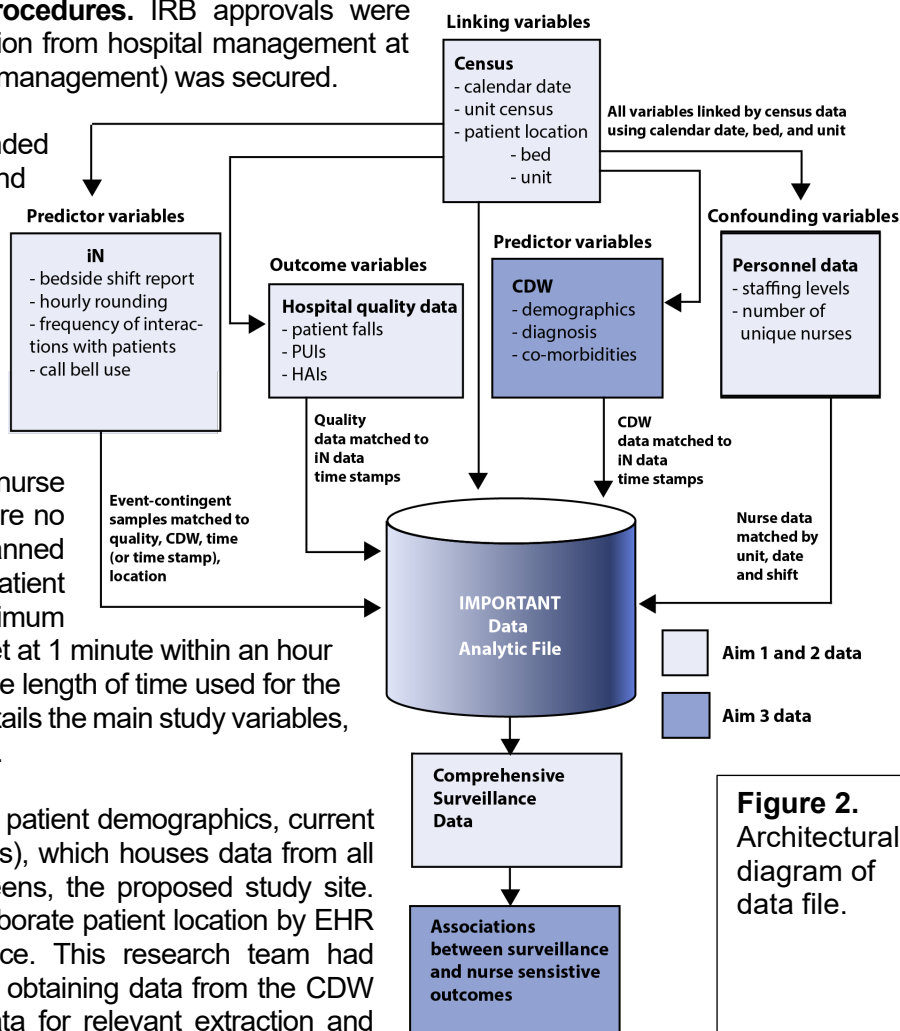 rocedures. IRB approvals were
tion from hospital management at
management) was secured.
ded
nd
Linking variables
Census
- calendar date
- unit census
- patient location
- bed
- unit
All variables linked by census data
using calendar date, bed, and unit
Predictor variables
iN
- bedside shift report
- hourly rounding
- frequency of interac-
tions with patients
- call bell use
Outcome variables
Hospital quality data
- patient falls
- PUIs
- HAIs
Predictor variables
CDW
- demographics
- diagnosis
- co-morbidities
Confounding variables
Personnel data
- staffing levels
- number of
unique nurses
Quality
data matched to
iN data
time stamps
CDW
data matched to
iN data
time stamps
Event-contingent
samples matched to
quality, CDW, time
(or time stamp),
location
Nurse data
matched by
unit, date
and shift
nurse
re no
anned
atient
imum
et at 1 minute within an hour
e length of time used for the
tails the main study variables,
.
IMPORTANT
Data
Analytic File
Aim 1 and 2 data
Aim 3 data
Comprehensive
Surveillance
Data
Associations
between surveillance
and nurse sensistive
outcomes
patient demographics, current
s), which houses data from all
eens, the proposed study site.
borate patient location by EHR
ce. This research team had
obtaining data from the CDW
ata for relevant extraction and
Figure 2.
Architectural
diagram of
data file.